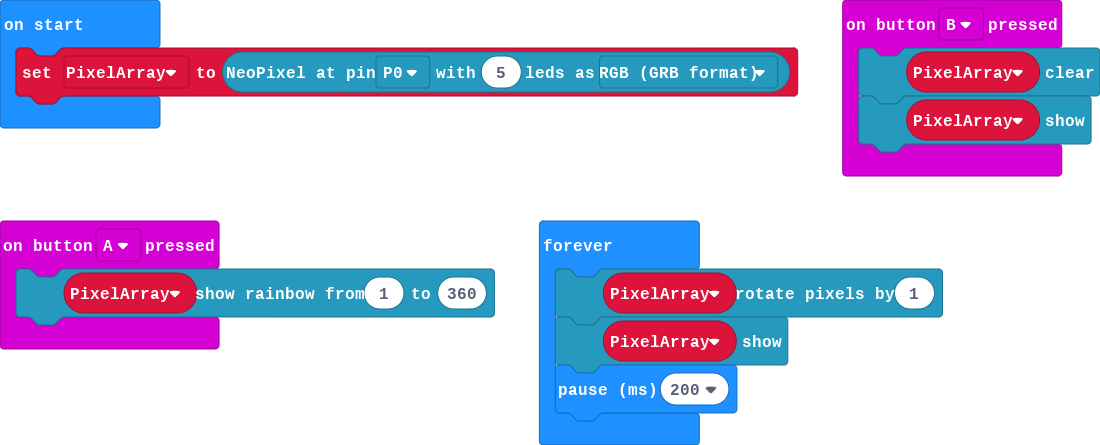 on start
set PixelArray to NeoPixel at pin P0 with 5 leds as RGB (GRB format)
on button B pressed
PixelArray clear
PixelArray show
on button A pressed
PixelArray show rainbow from 1 to 360
forever
PixelArray rotate pixels by 1
PixelArray show
pause (ms) 200